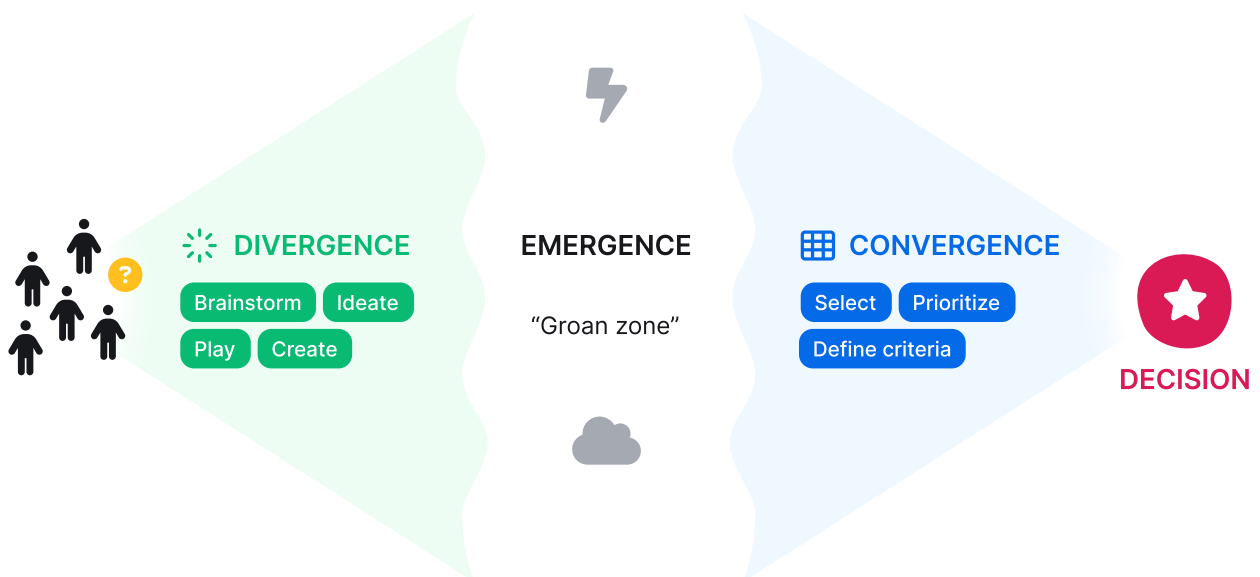 ?
DIVERGENCE
Brainstorm
Ideate
Play
Create
EMERGENCE
“Groan zone”
CONVERGENCE
Select
Prioritize
Define criteria
DECISION